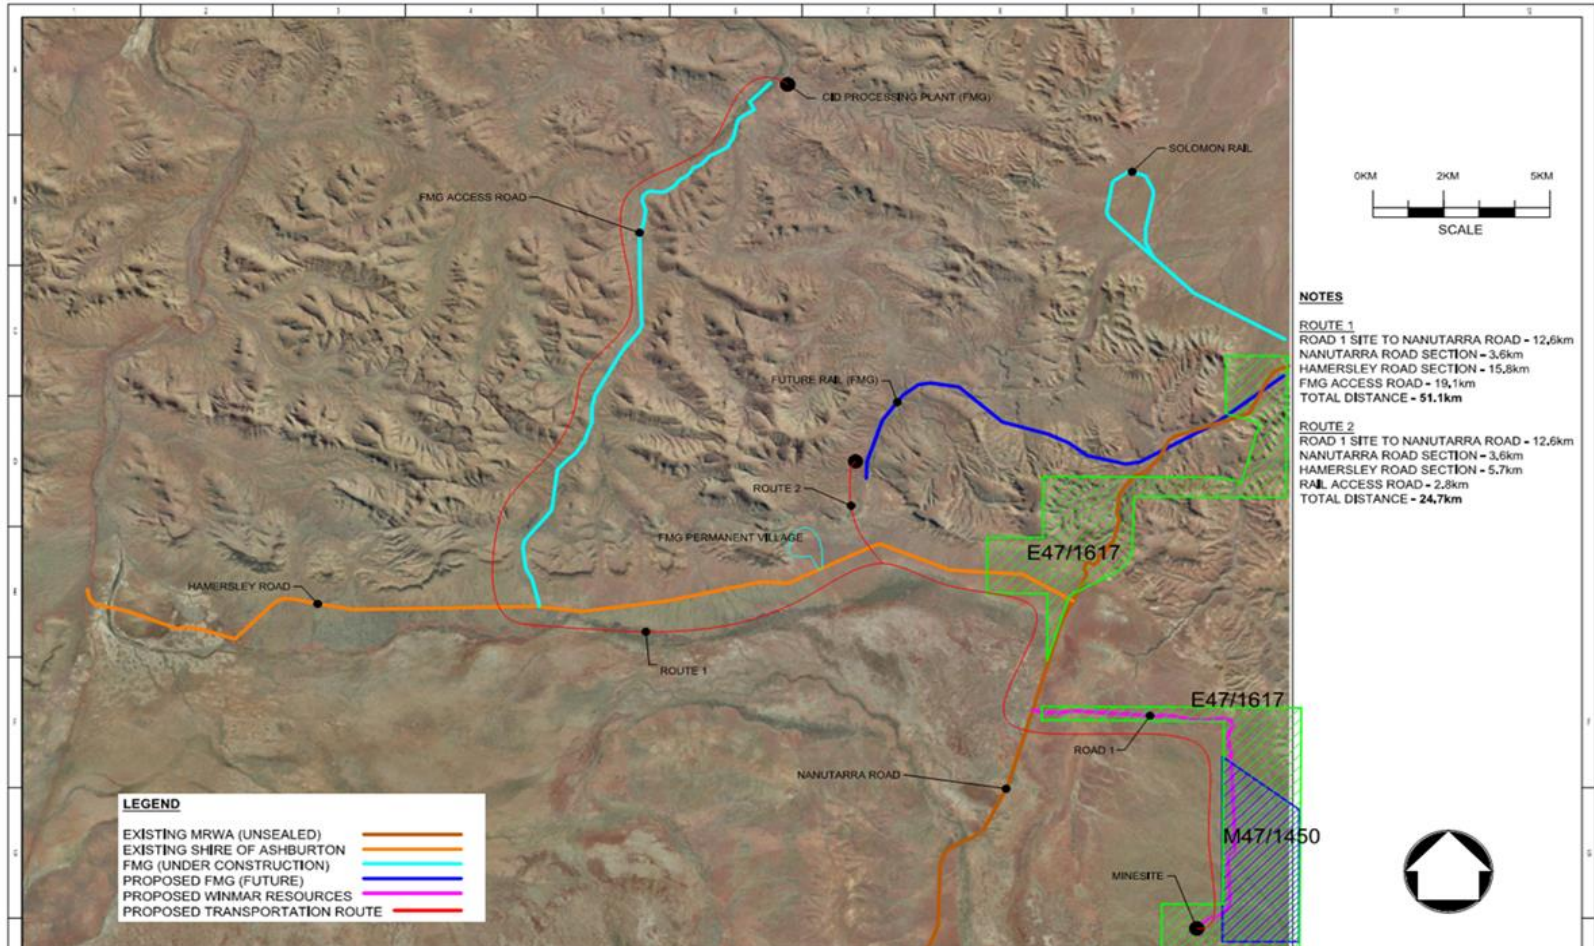 CID PROCESSING PLANT (FMG)
SOLOMON RAIL
FMG ACCESS ROAD
0KM 2KM 5KM
SCALE
NOTES
ROUTE 1
ROAD 1 SITE TO NANUTARRA ROAD - 12.6km
NANUTARRA ROAD SECTION - 3.6km
HAMERSLEY ROAD SECTION - 15.8km
FMG ACCESS ROAD - 19.1km
TOTAL DISTANCE - 51.1km
ROUTE 2
ROAD 1 SITE TO NANUTARRA ROAD - 12.6km
NANUTARRA ROAD SECTION - 3.6km
HAMERSLEY ROAD SECTION - 5.7km
RAIL ACCESS ROAD - 2.8km
TOTAL DISTANCE - 24.7km
FUTURE RAIL (FMG)
ROUTE 2
FMG PERMANENT VILLAGE
E47/1617
HAMERSLEY ROAD
ROUTE 1
E47/1617
ROAD 1
NANUTARRA ROAD
M47/1450
MINESITE
LEGEND
EXISTING MRWA (UNSEALED)
EXISTING SHIRE OF ASHBURTON
FMG (UNDER CONSTRUCTION)
PROPOSED FMG (FUTURE)
PROPOSED WINMAR RESOURCES
PROPOSED TRANSPORTATION ROUTE